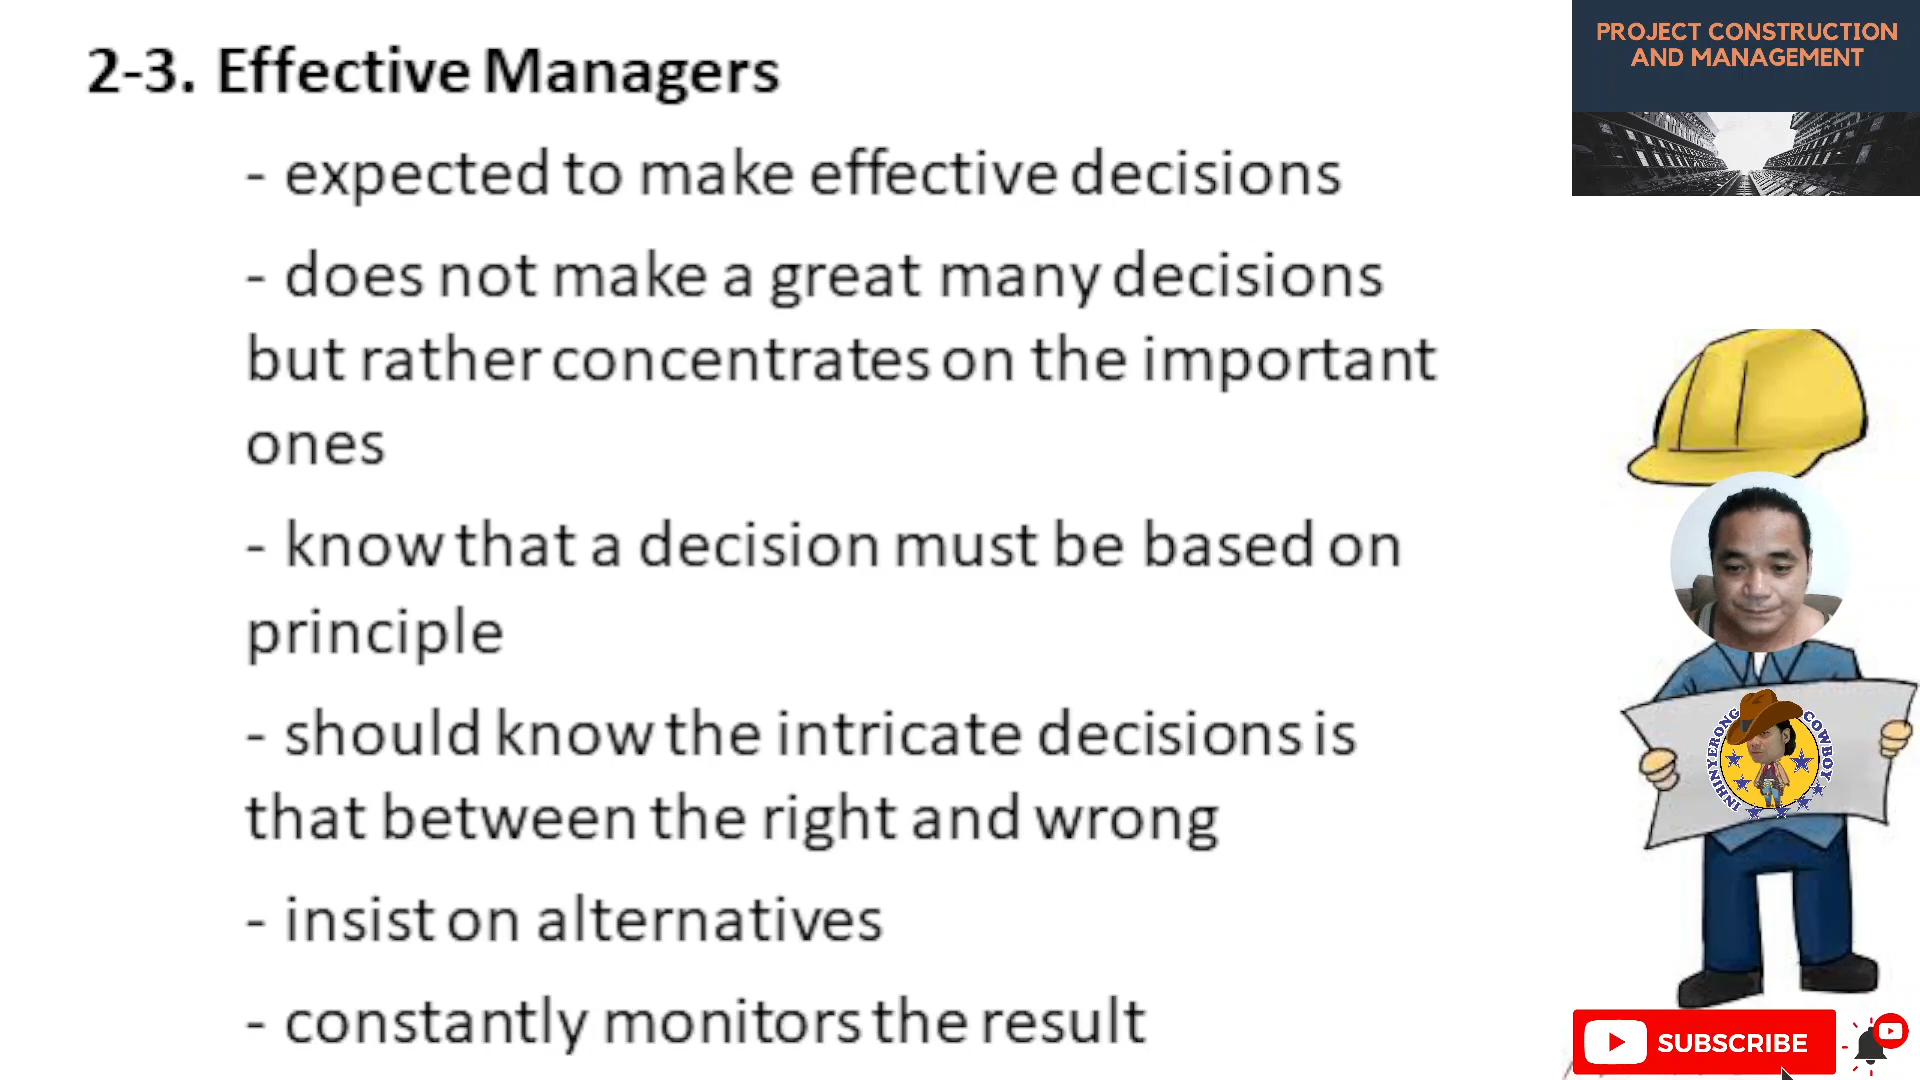 2-3. Effective Managers
- expected to make effective decisions
- does not make a great many decisions
but rather concentrates on the important
ones
- know that a decision must be based on
principle
- should know the intricate decisions is
that between the right and wrong
- insist on alternatives
- constantly monitors the result
PROJECT CONSTRUCTION
AND MANAGEMENT
INHINYERONG COWBOY
SUBSCRIBE